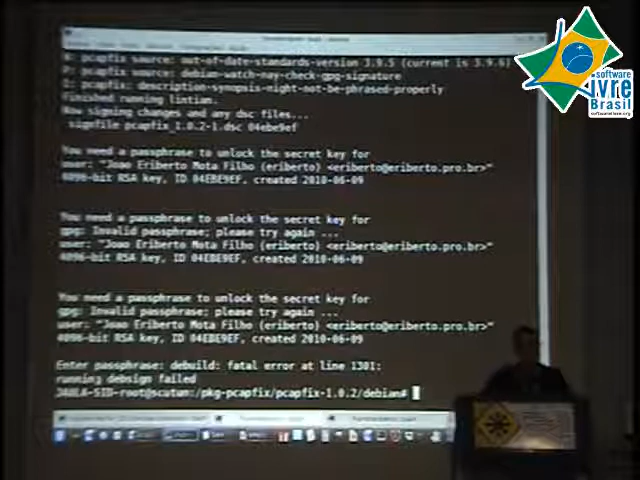 pcapfix source: out-of-date-standards-version 3.9.5 (current is 3.9.6)
pcapfix source: debian-watch-may-check-gpg-signature
pcapfix: description-synopsis-might-not-be-phrased-properly
Finished running lintian.
Now signing changes and any dsc files...
signfile pcapfix_1.0.2-1.dsc 04ebe9ef
You need a passphrase to unlock the secret key for
user: "Joao Eriberto Mota Filho (eriberto) <eriberto@eriberto.pro.br>"
4096-bit RSA key, ID 04EBE9EF, created 2010-06-09
You need a passphrase to unlock the secret key for
gpg: Invalid passphrase; please try again ...
user: "Joao Eriberto Mota Filho (eriberto) <eriberto@eriberto.pro.br>"
4096-bit RSA key, ID 04EBE9EF, created 2010-06-09
You need a passphrase to unlock the secret key for
gpg: Invalid passphrase; please try again ...
user: "Joao Eriberto Mota Filho (eriberto) <eriberto@eriberto.pro.br>"
4096-bit RSA key, ID 04EBE9EF, created 2010-06-09
Enter passphrase: debuild: fatal error at line 1301:
running debsign failed
JAULA-SID-root@scutum:/pkg-pcapfix/pcapfix-1.0.2/debian#
software
livre
Brasil
softwarelivre.org